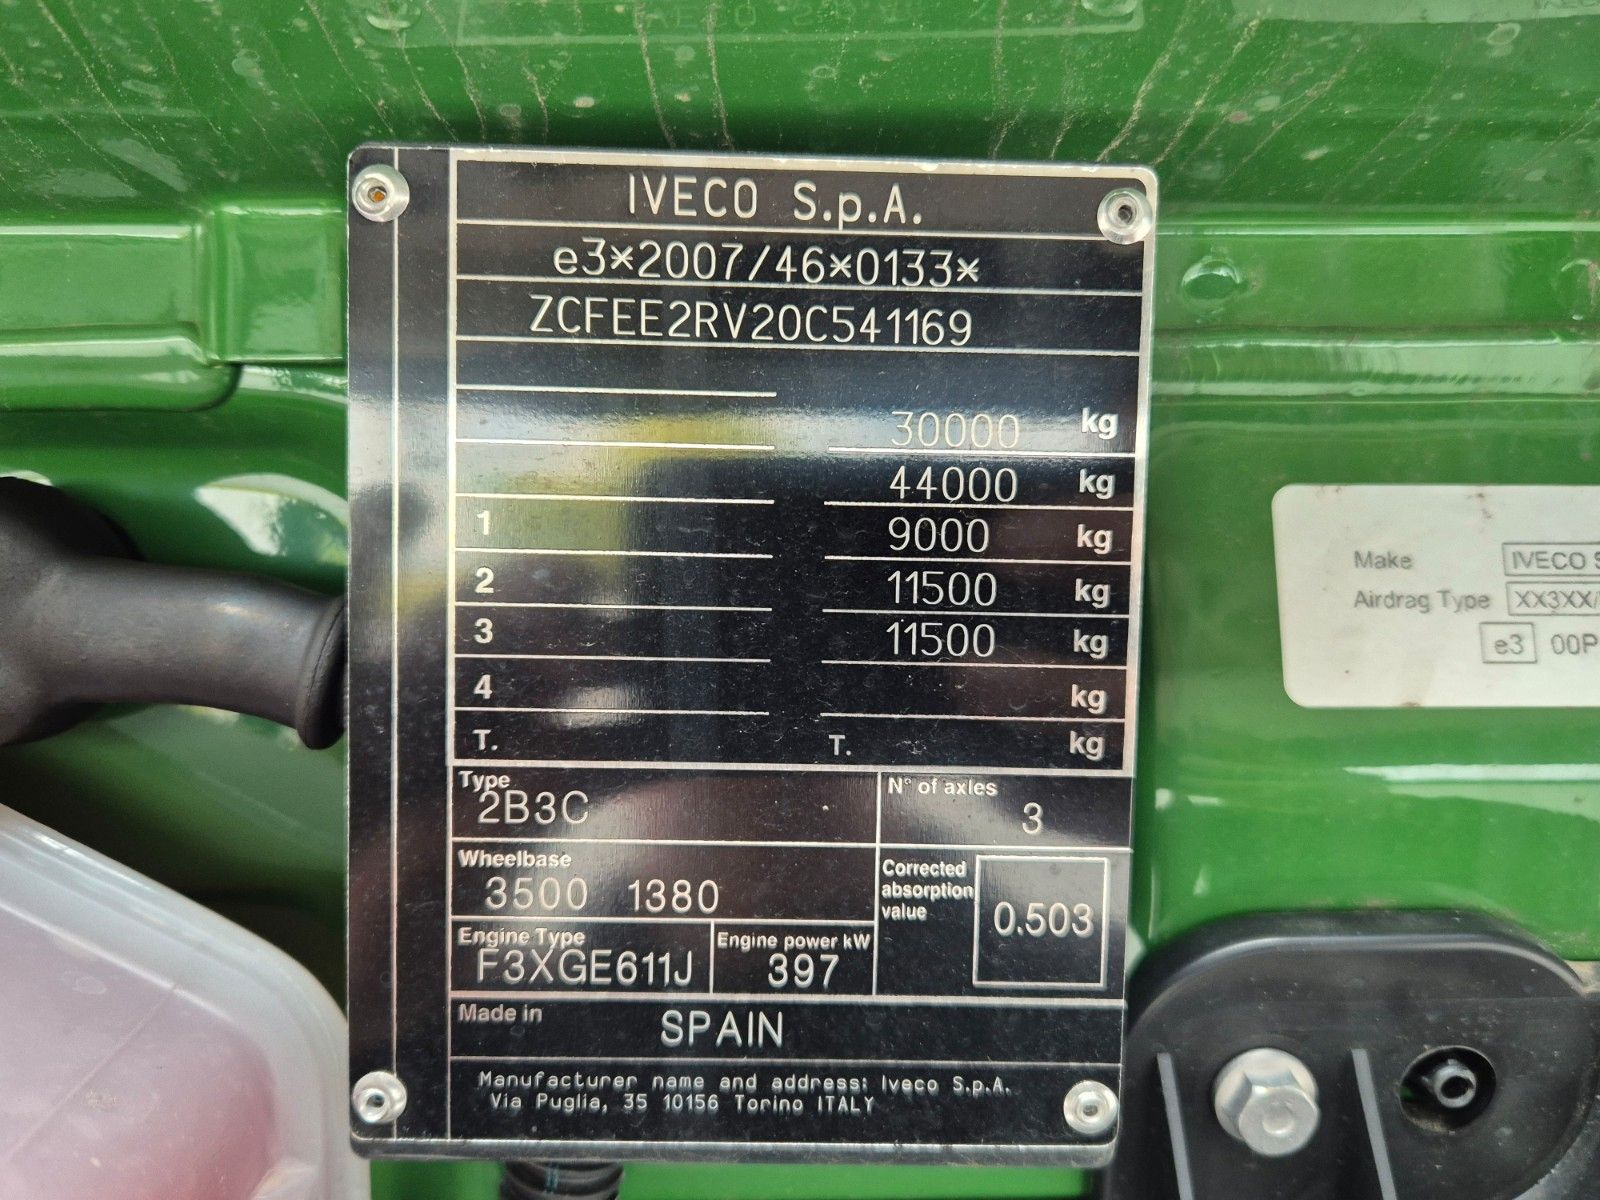 IVECO S.p.A.
e3*2007/46*0133*
ZCFEE2RV20C541169
30000 kg
44000 kg
1 9000 kg
2 11500 kg
3 11500 kg
4 kg
T. T. kg
Type
2B3C
N° of axles
3
Wheelbase
3500 1380
Corrected
absorption
value
0.503
Engine Type
F3XGE611J
Engine power kW
397
Made in
SPAIN
Manufacturer name and address: Iveco S.p.A.
Via Puglia, 35 10156 Torino ITALY
Make IVECO S
Airdrag Type XX3XX/
e3 00P